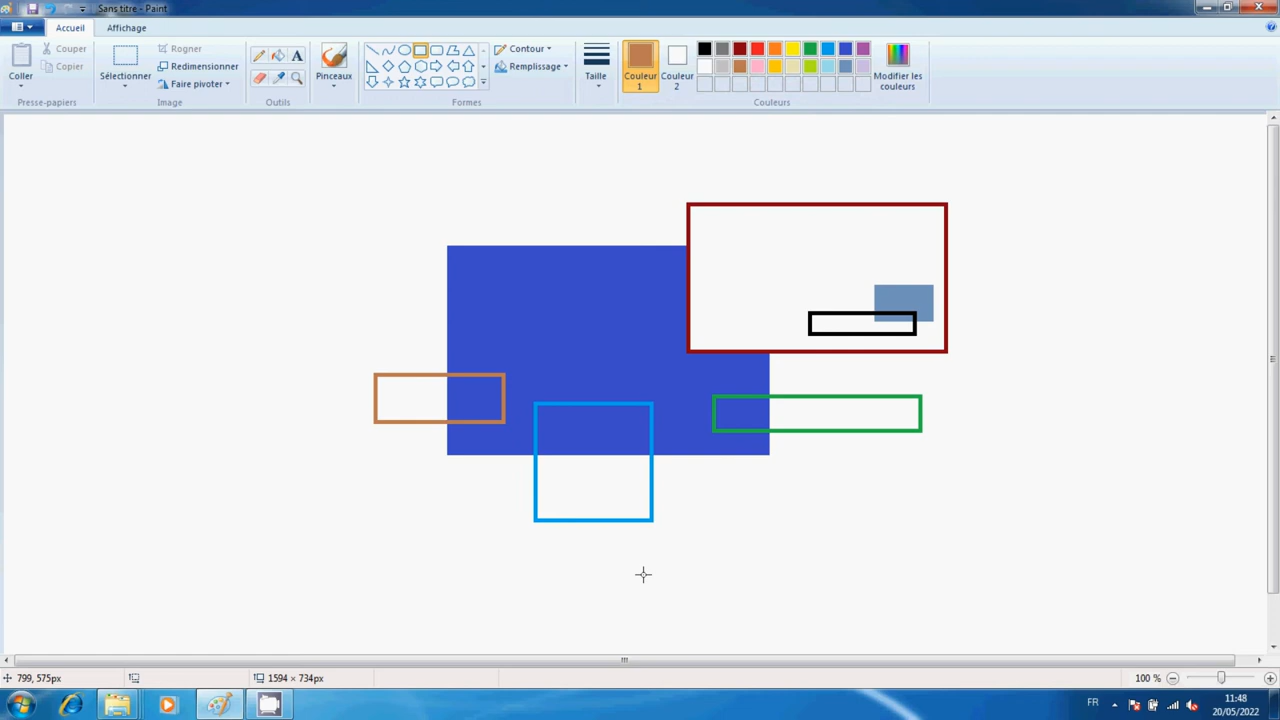 Sans titre - Paint
Accueil Affichage
Coller
Couper
Copier
Presse-papiers
Sélectionner
Rogner
Redimensionner
Faire pivoter
Image
Outils
Pinceaux
Contour
Remplissage
Formes
Taille
Couleur
1
Couleur
2
Modifier les
couleurs
Couleurs
799, 575px
1594 × 734px
100 %
FR
11:48
20/05/2022